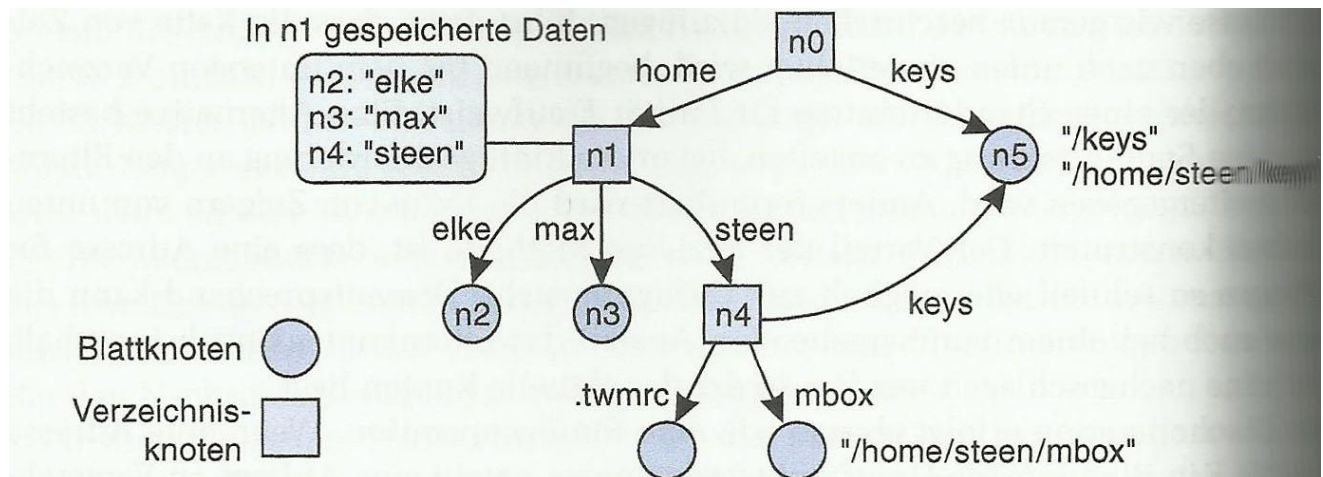 In n1 gespeicherte Daten
n2: "elke"
n3: "max"
n4: "steen"
n0
home
keys
n1
n5
"/keys"
"/home/steen
elke
max
steen
n2
n3
n4
keys
Blattknoten
.twmrc
mbox
Verzeichnis-
knoten
"/home/steen/mbox"